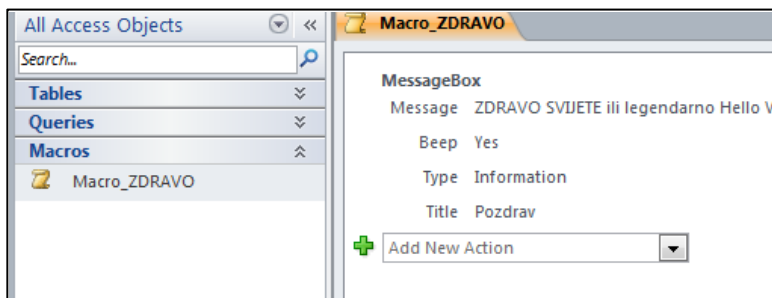 All Access Objects
Search...
Tables
Queries
Macros
Macro_ZDRAVO
Macro_ZDRAVO
MessageBox
Message ZDRAVO SVIJETE ili legendarno Hello
Beep Yes
Type Information
Title Pozdrav
Add New Action